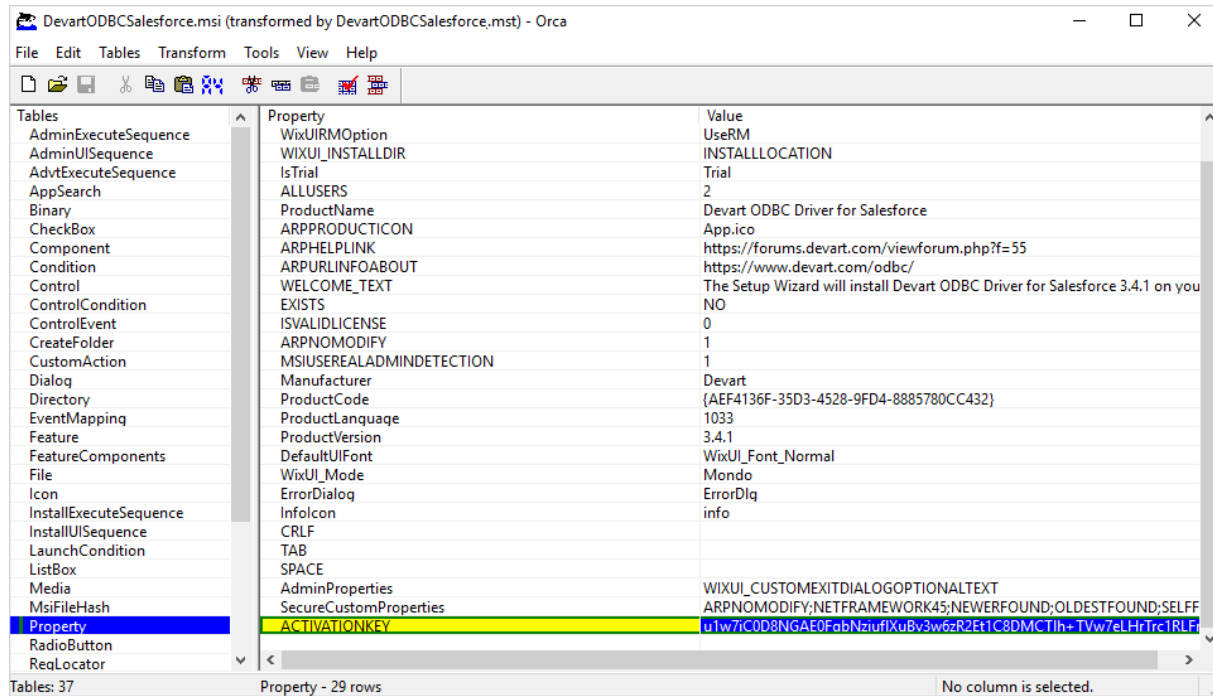 DevartODBCSalesforce.msi (transformed by DevartODBCSalesforce.mst) - Orca
File Edit Tables Transform Tools View Help
Tables Property Value
AdminExecuteSequence WixUIRMOption UseRM
AdminUISequence WIXUI_INSTALLDIR INSTALLLOCATION
AdvtExecuteSequence IsTrial Trial
AppSearch ALLUSERS 2
Binary ProductName Devart ODBC Driver for Salesforce
CheckBox ARPPRODUCTICON App.ico
Component ARPHELPLINK https://forums.devart.com/viewforum.php?f=55
Condition ARPURLINFOABOUT https://www.devart.com/odbc/
Control WELCOME_TEXT The Setup Wizard will install Devart ODBC Driver for Salesforce 3.4.1 on you
ControlCondition EXISTS NO
ControlEvent ISVALIDLICENSE 0
CreateFolder ARPNOMODIFY 1
CustomAction MSIUSEREALADMINDETECTION 1
Dialog Manufacturer Devart
Directory ProductCode {AEF4136F-35D3-4528-9FD4-8885780CC432}
EventMapping ProductLanguage 1033
Feature ProductVersion 3.4.1
FeatureComponents DefaultUIFont WixUI_Font_Normal
File WixUI_Mode Mondo
Icon ErrorDialog ErrorDlg
InstallExecuteSequence InfoIcon info
InstallUISequence CRLF
LaunchCondition TAB
ListBox SPACE
Media AdminProperties WIXUI_CUSTOMEXITDIALOGOPTIONALTEXT
MsiFileHash SecureCustomProperties ARPNOMODIFY;NETFRAMEWORK45;NEWERFOUND;OLDESTFOUND;SELFF
Property ACTIVATIONKEY
RadioButton
RegLocator
Tables: 37 Property - 29 rows No column is selected.